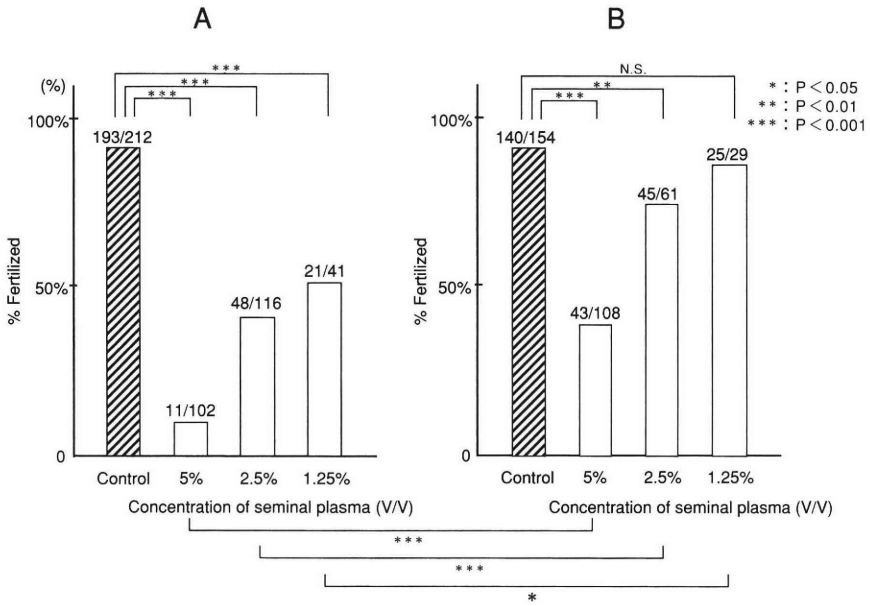 A
B
(%)
***
***
***
N.S.
**
***
* : P<0.05
** : P<0.01
*** : P<0.001
100%
50%
0
% Fertilized
193/212
11/102
48/116
21/41
Control 5% 2.5% 1.25%
Concentration of seminal plasma (V/V)
100%
50%
0
% Fertilized
140/154
43/108
45/61
25/29
Control 5% 2.5% 1.25%
Concentration of seminal plasma (V/V)
***
***
*